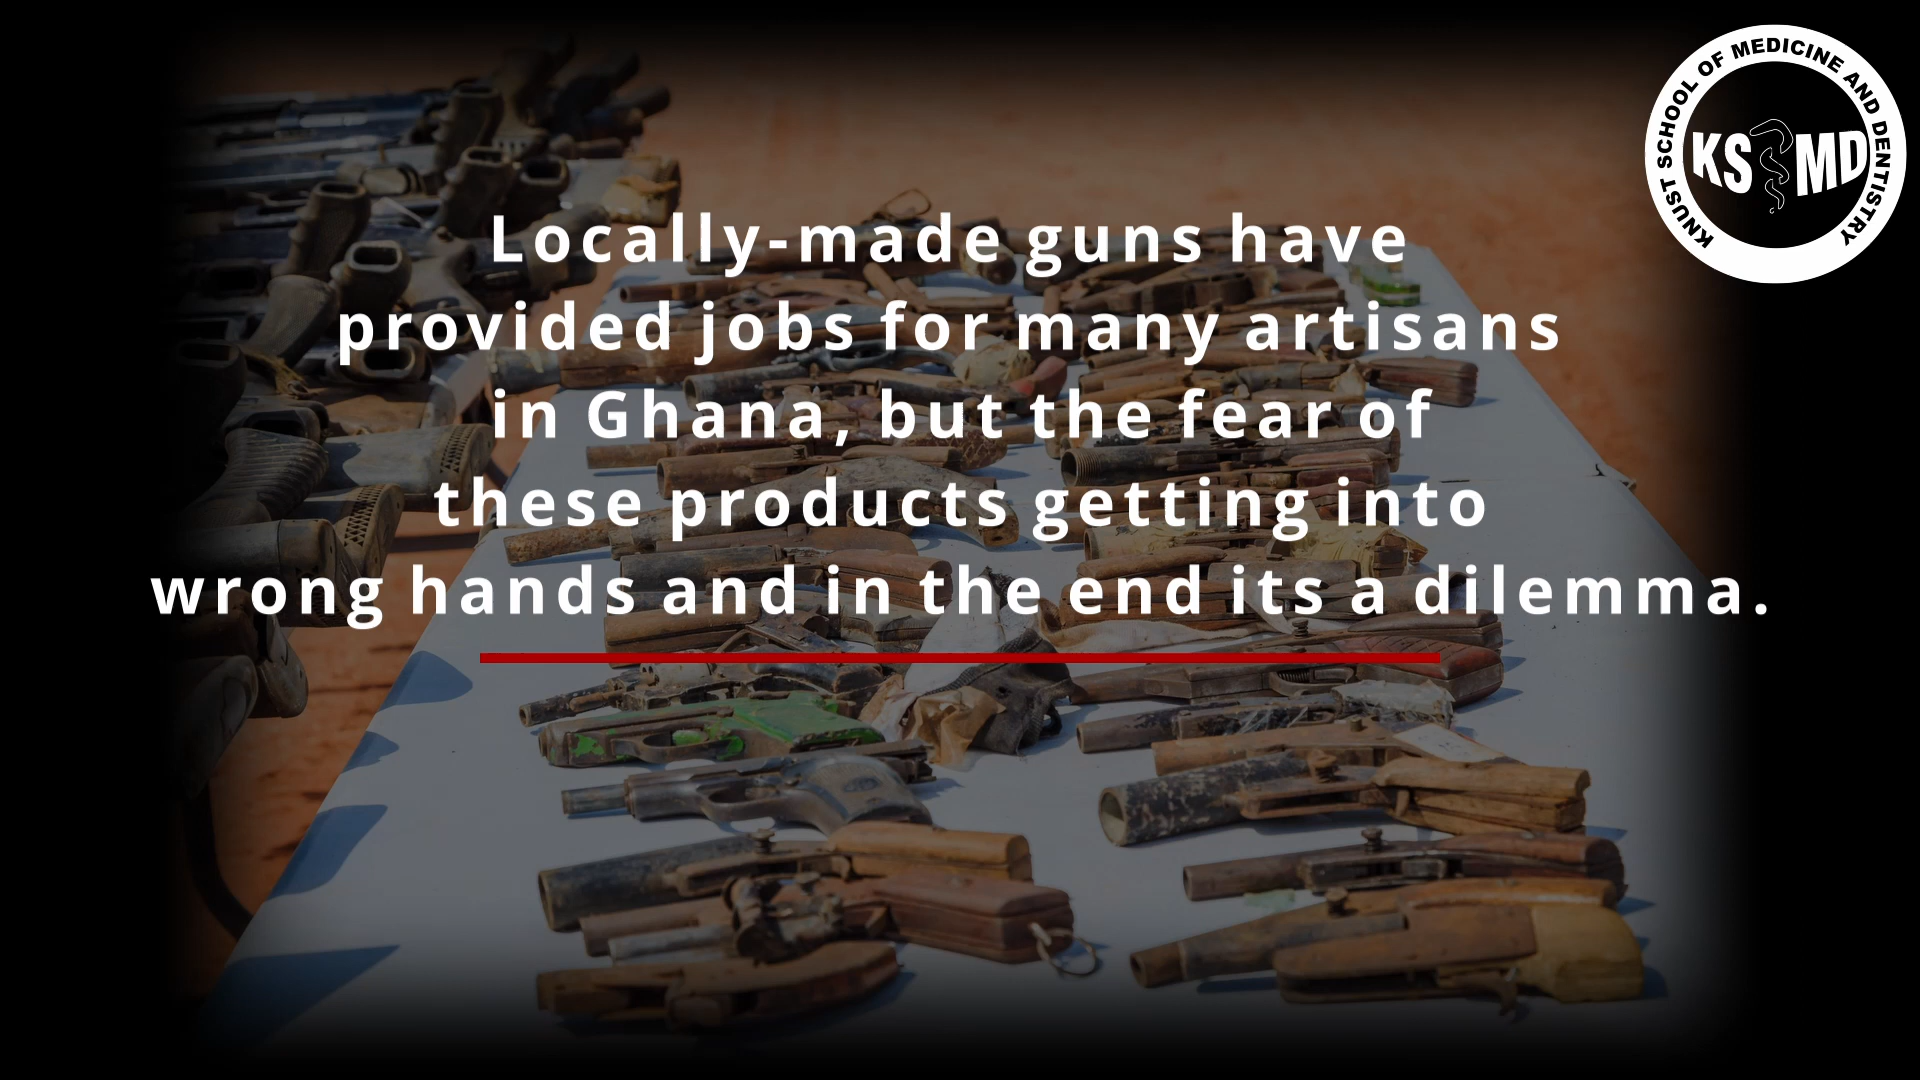 KNUST SCHOOL OF MEDICINE AND DENTISTRY
KS MD
Locally-made guns have
provided jobs for many artisans
in Ghana, but the fear of
these products getting into
wrong hands and in the end its a dilemma.